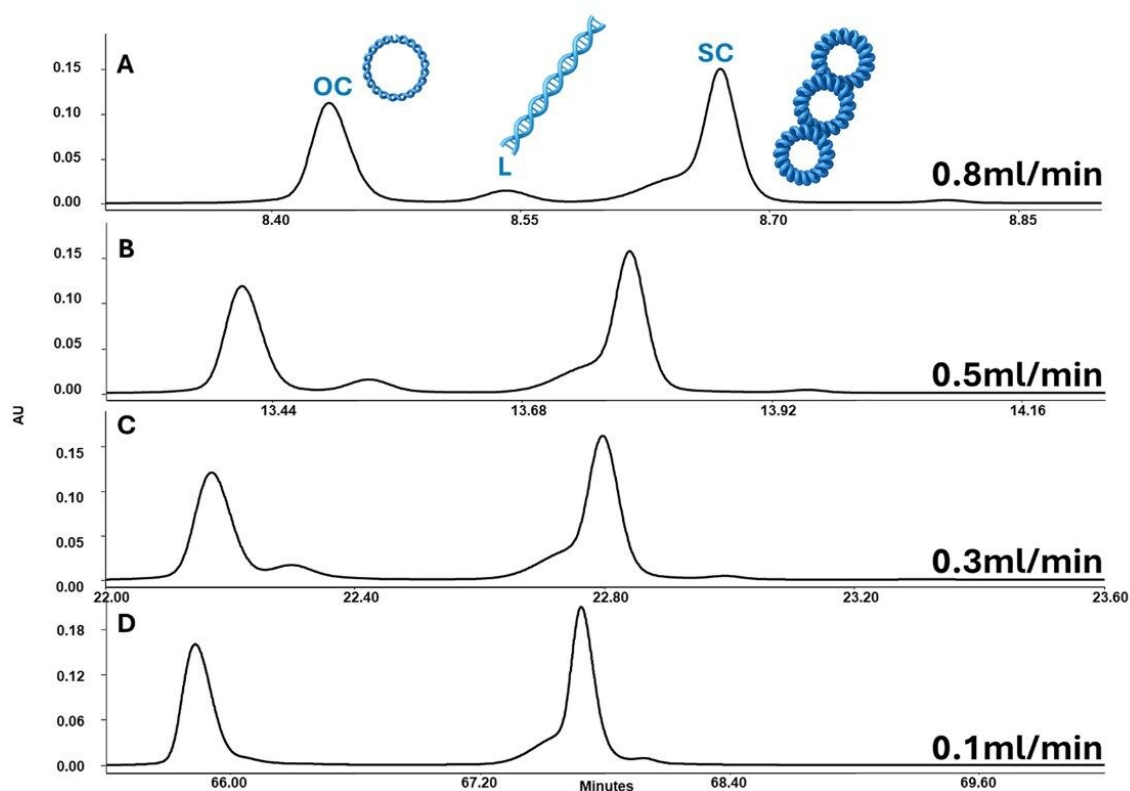 A
OC
L
SC
0.15
0.10
0.05
0.00
0.8ml/min
8.40 8.55 8.70 8.85
B
0.15
0.10
0.05
0.00
0.5ml/min
13.44 13.68 13.92 14.16
AU
C
0.15
0.10
0.05
0.00
0.3ml/min
22.00 22.40 22.80 23.20 23.60
D
0.18
0.12
0.06
0.00
0.1ml/min
66.00 67.20 68.40 69.60
Minutes